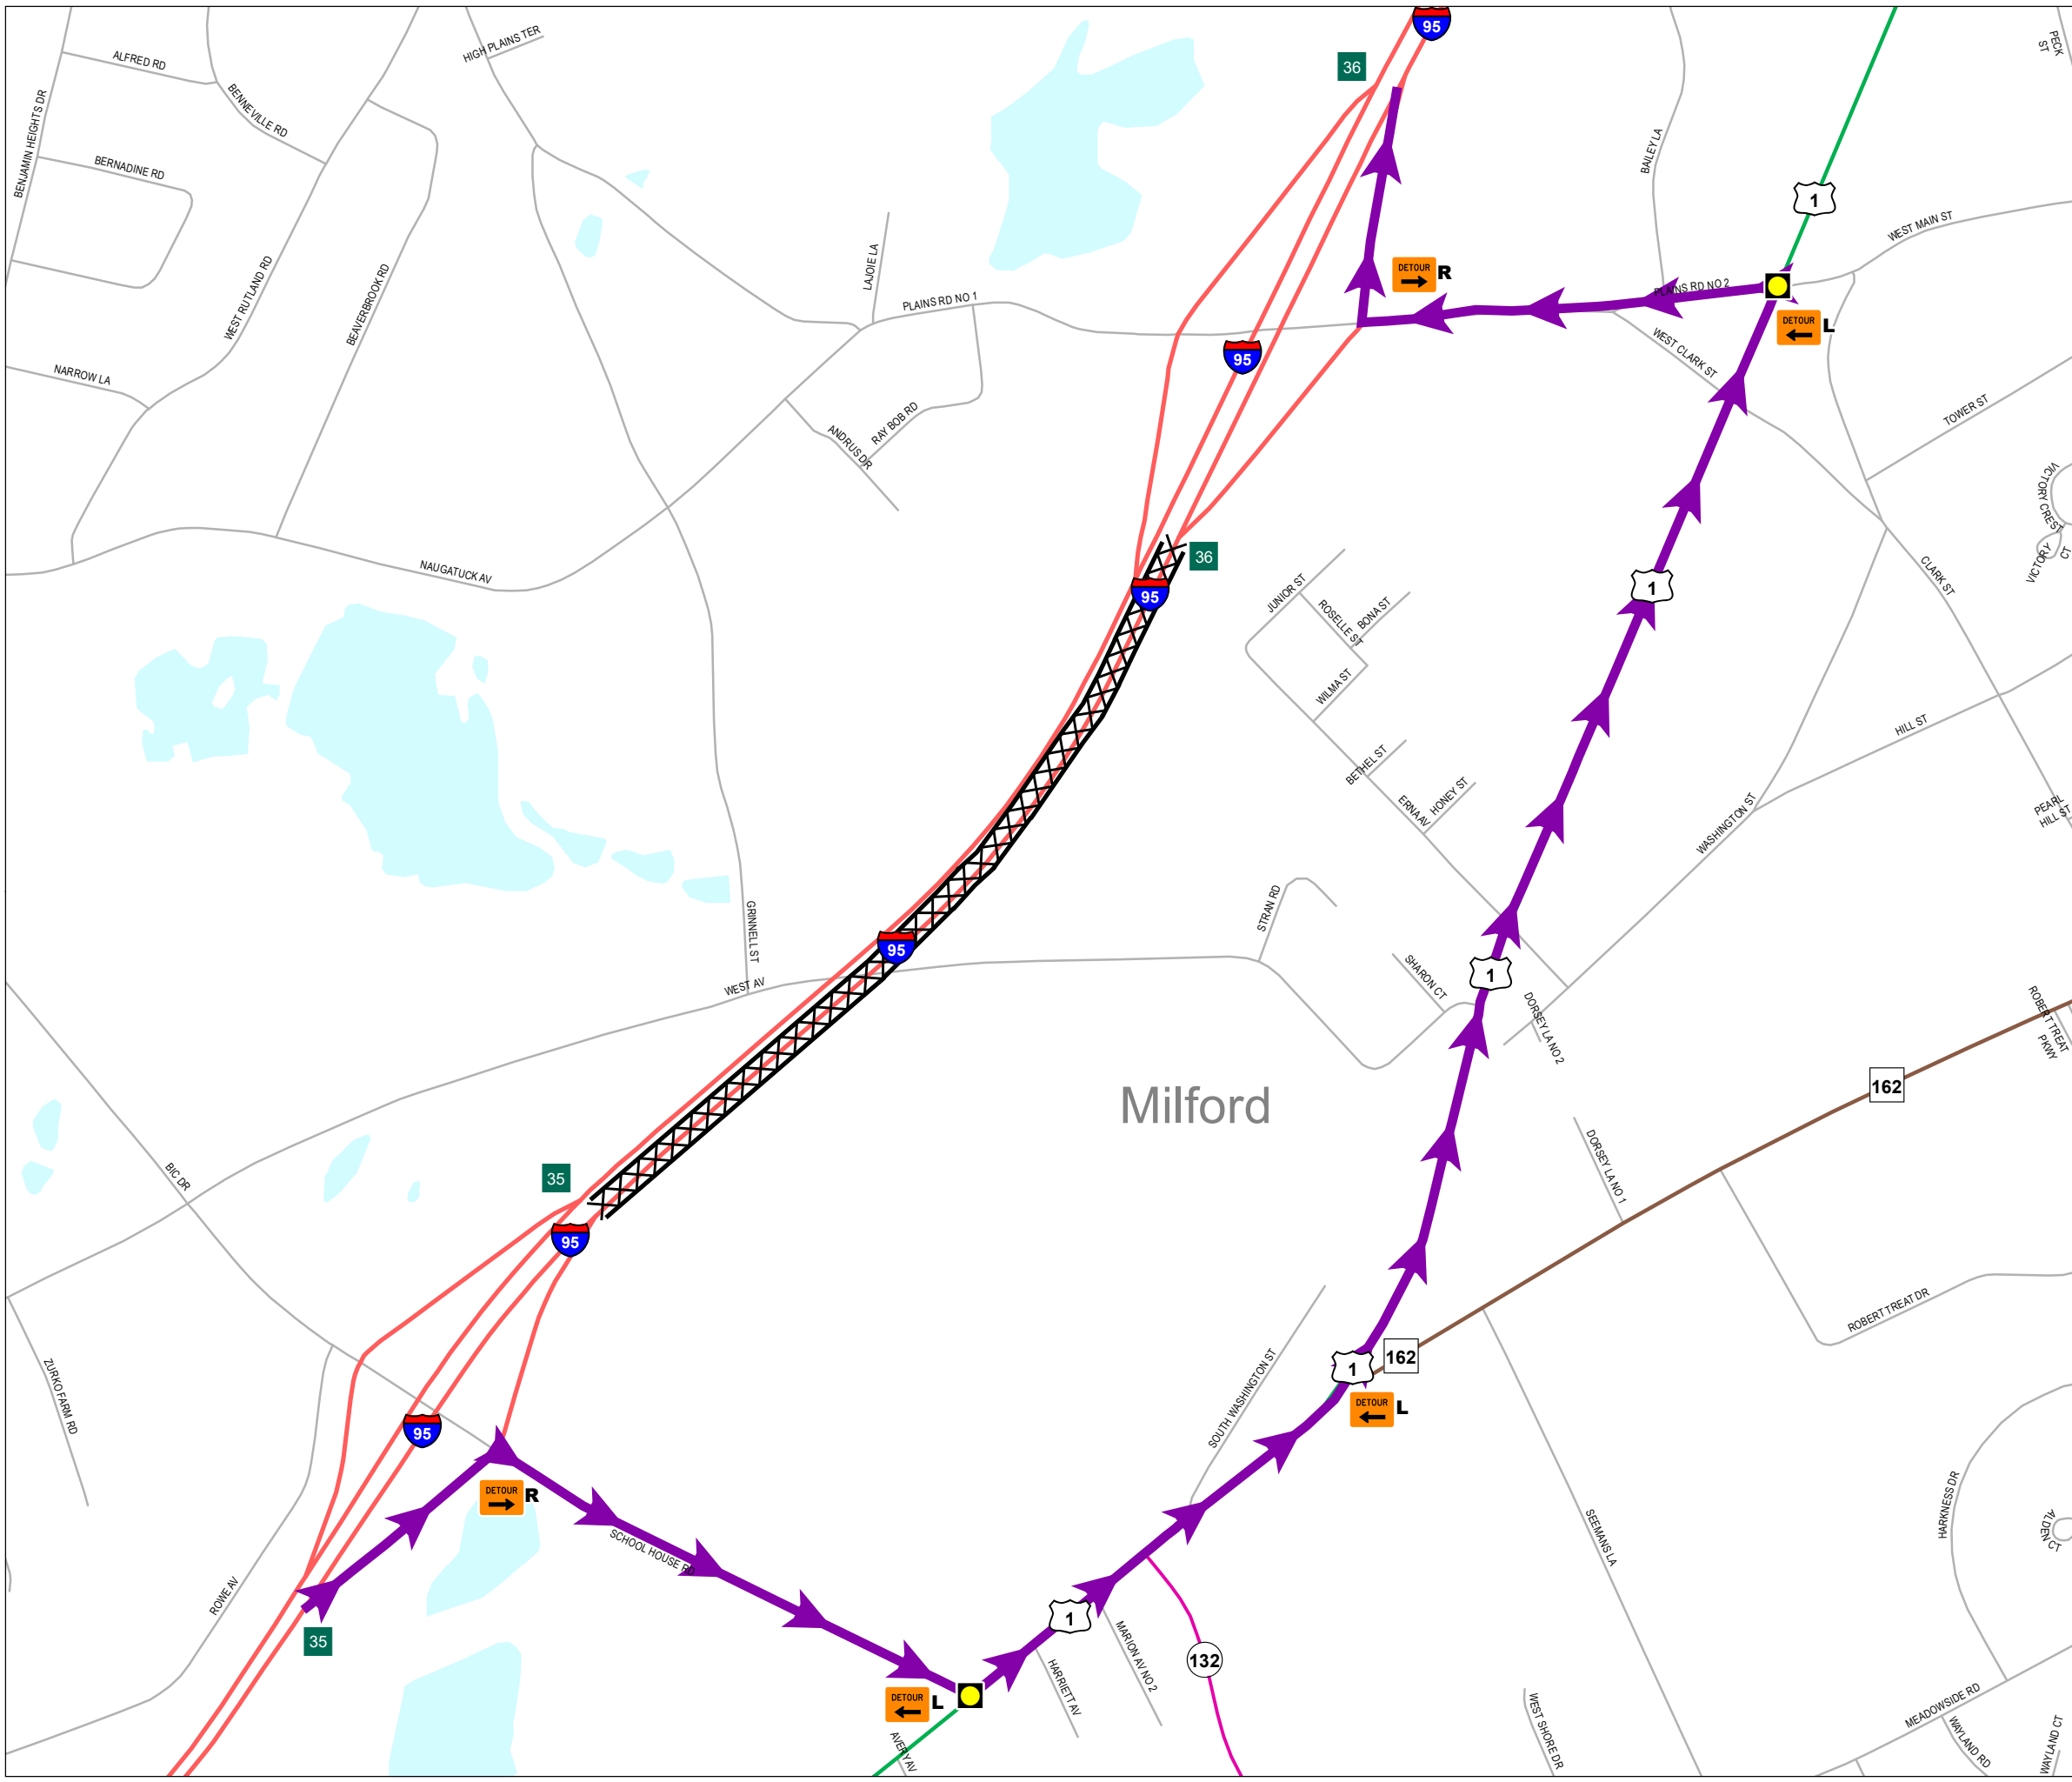 95
36
PECK
ST
HIGH PLAINS TER
ALFRED RD
BENNEVILLE RD
BENJAMIN HEIGHTS DR
BERNADINE RD
BAILEY LA
1
WEST MAIN ST
LAJOIE LA
WEST RUTLAND RD
BEAVERBROOK RD
DETOUR
R
PLAINS RD NO 2
PLAINS RD NO 1
DETOUR
L
95
WEST CLARK ST
NARROW LA
TOWER ST
RAY BOB RD
ANDRUS DR
VICTORY CREST
VICTORY
CT
NAUGATUCK AV
36
95
1
CLARK ST
JUNIOR ST
ROSELLE ST
BONA ST
WILMA ST
HILL ST
BETHEL ST
HONEY ST
ERNA AV
WASHINGTON ST
PEARL
HILL ST
STRAN RD
GRINNELL ST
95
SHARON CT
1
WEST AV
DORSEY LA NO 2
ROBERT TREAT
PKWY
162
Milford
DORSEY LA NO 1
BIC DR
35
95
ROBERT TREAT DR
ZURKO FARM RD
SOUTH WASHINGTON ST
1
162
DETOUR
L
95
DETOUR
R
HARKNESS DR
ALDEN CT
SCHOOL HOUSE RD
SEEMANS LA
ROWE AV
35
1
MARION AV NO 2
132
HARRIETT AV
DETOUR
L
AVERY AV
WEST SHORE DR
MEADOWSIDE RD
WAYLAND RD
WAYLAND CT